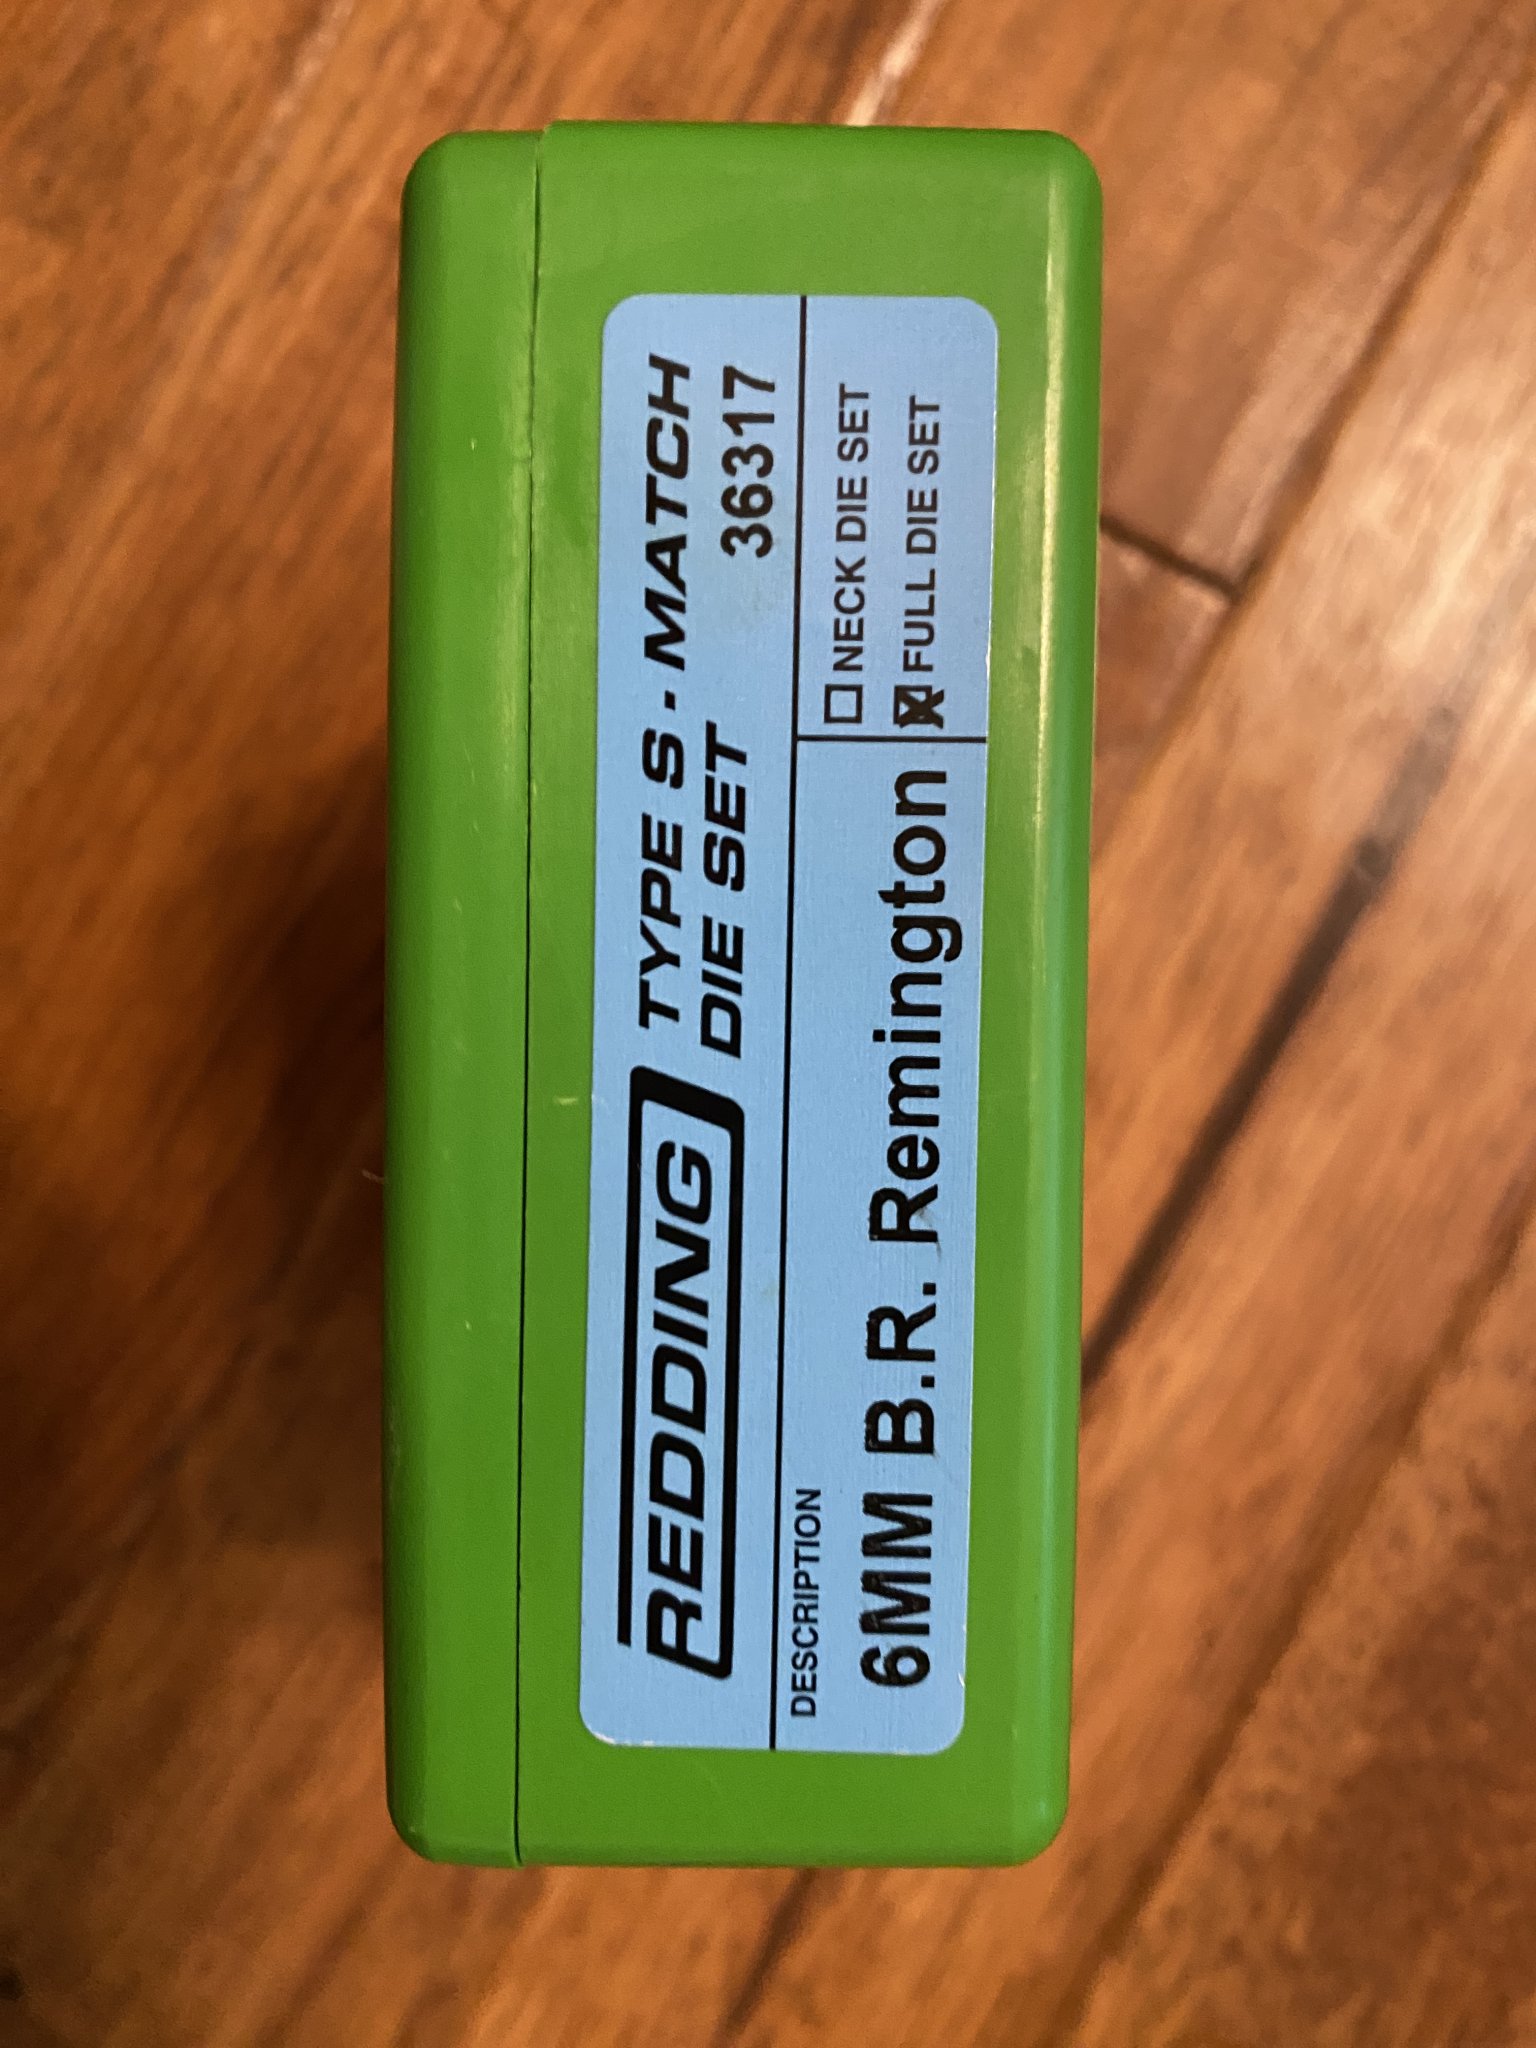 REDDING TYPE S · MATCH
DIE SET 36317
DESCRIPTION
6MM B.R. Remington
☐ NECK DIE SET
☒ FULL DIE SET